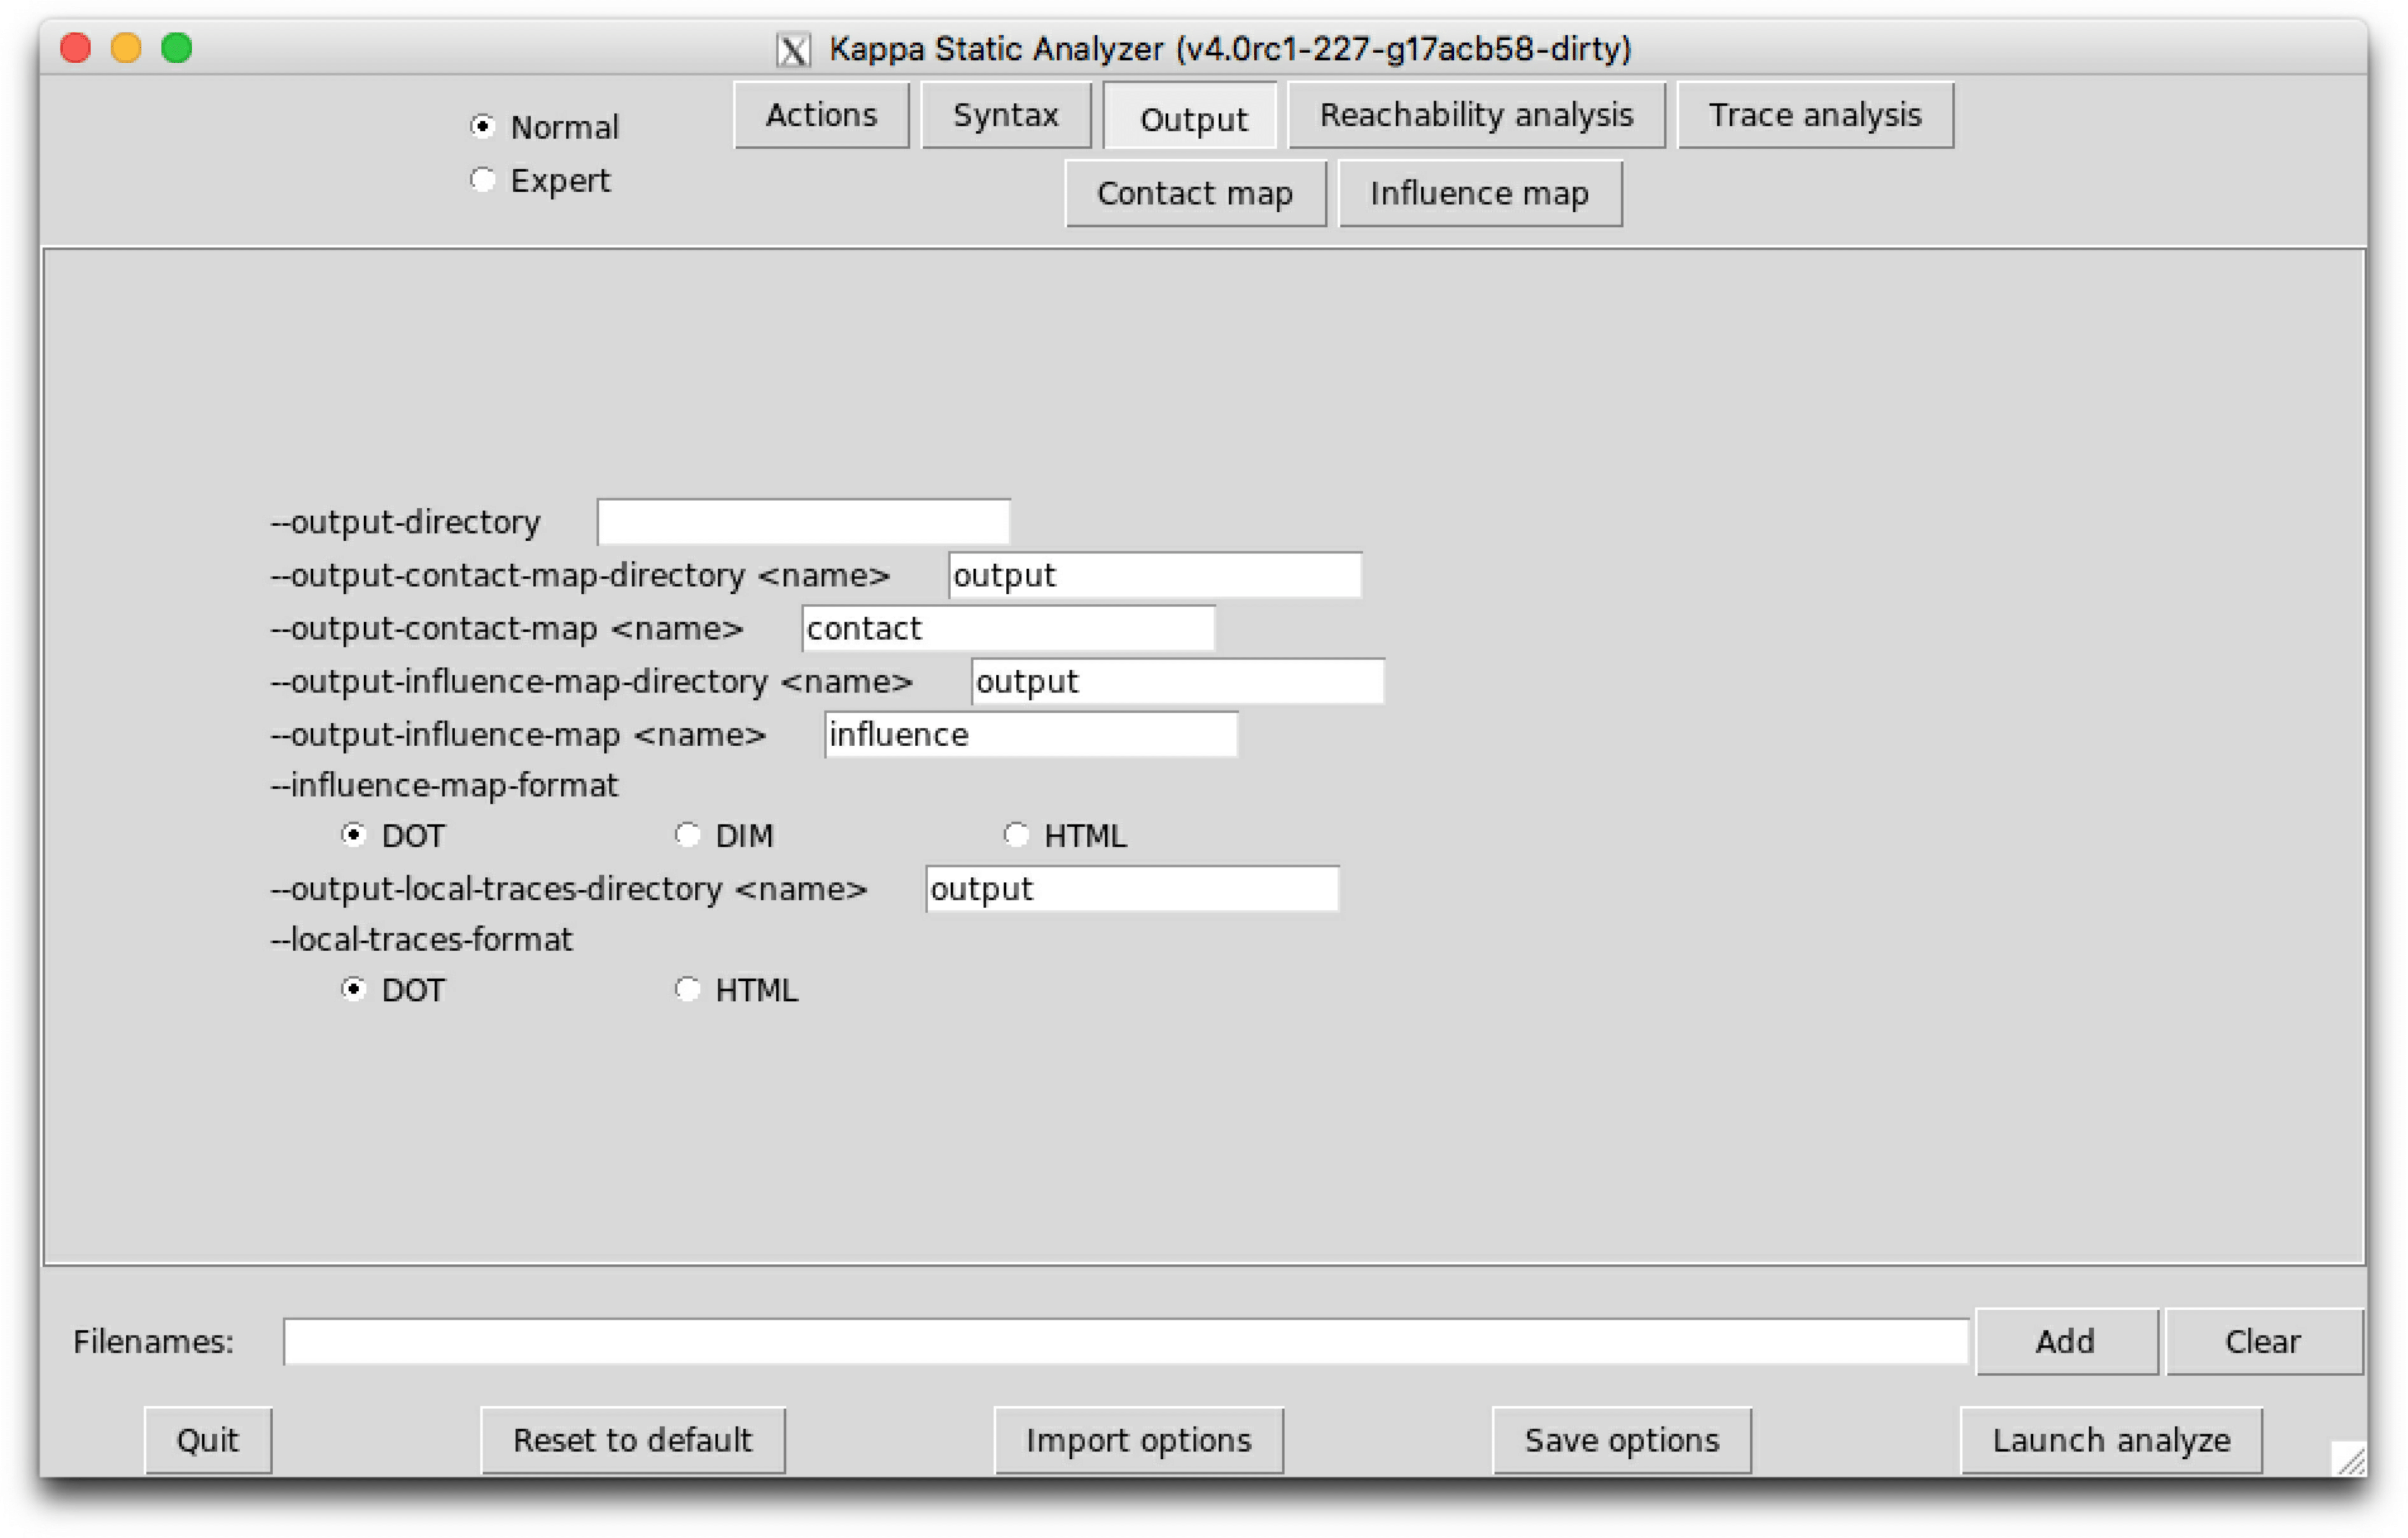 Kappa Static Analyzer (v4.0rc1-227-g17acb58-dirty)
Normal
Expert
Actions Syntax Output Reachability analysis Trace analysis
Contact map Influence map
--output-directory
--output-contact-map-directory <name> output
--output-contact-map <name> contact
--output-influence-map-directory <name> output
--output-influence-map <name> influence
--influence-map-format
DOT DIM HTML
--output-local-traces-directory <name> output
--local-traces-format
DOT HTML
Filenames: Add Clear
Quit Reset to default Import options Save options Launch analyze